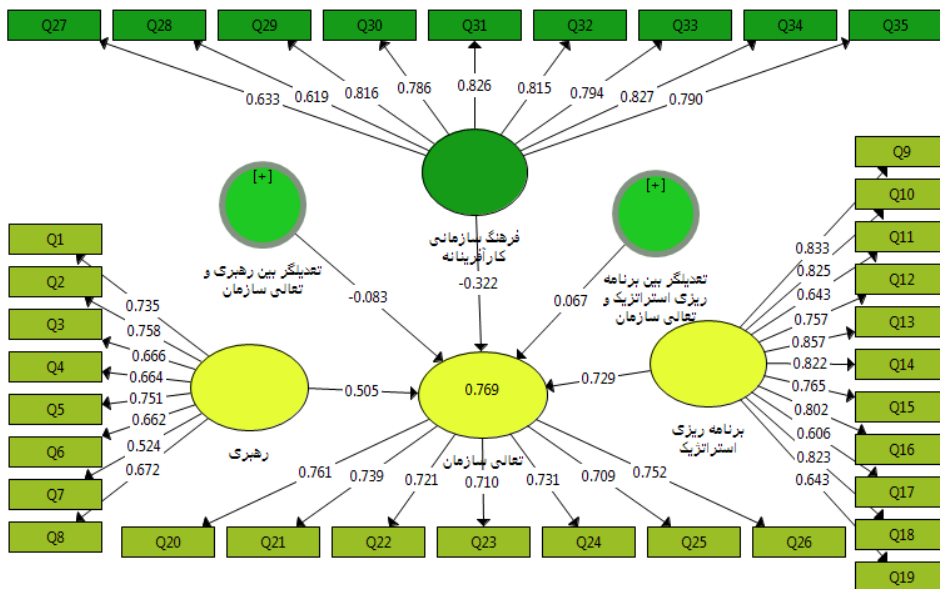 Q27
Q28
Q29
Q30
Q31
Q32
Q33
Q34
Q35
0.633
0.619
0.816
0.786
0.826
0.815
0.794
0.827
0.790
[+]
[+]
فرهنگ سازمانی
کارآفرینانه
تعدیلگر بین رهبری و
تعالی سازمان
تعدیلگر بین برنامه
ریزی استراتژیک و
تعالی سازمان
-0.083
-0.322
0.067
Q1
Q2
Q3
Q4
Q5
Q6
Q7
Q8
0.735
0.758
0.666
0.664
0.751
0.662
0.524
0.672
رهبری
0.505
0.769
0.729
تعالی سازمان
برنامه ریزی
استراتژیک
Q9
Q10
Q11
Q12
Q13
Q14
Q15
Q16
Q17
Q18
Q19
0.833
0.825
0.643
0.757
0.857
0.822
0.765
0.802
0.606
0.823
0.643
0.761
0.739
0.721
0.710
0.731
0.709
0.752
Q20
Q21
Q22
Q23
Q24
Q25
Q26